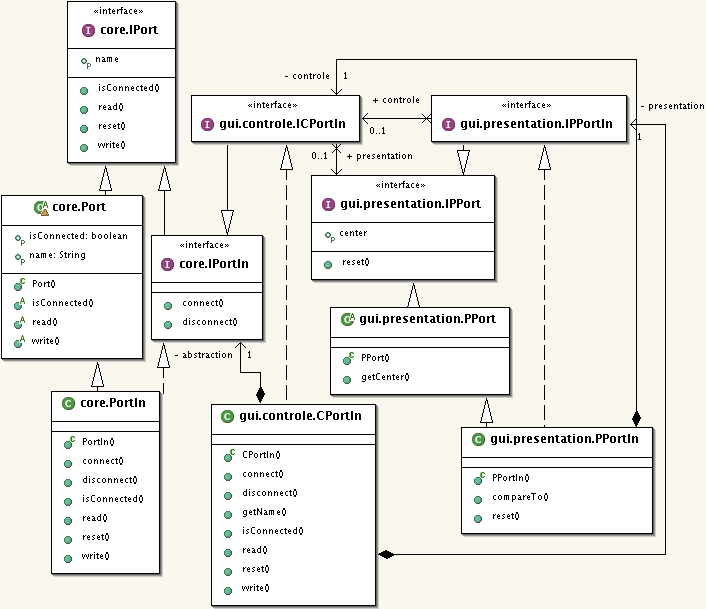 «interface»
core.IPort
name
isConnected()
read()
reset()
write()
- controle
1
«interface»
gui.controle.ICPortIn
+ controle
0..1
«interface»
gui.presentation.IPPortIn
- presentation
1
0..1
+ presentation
«interface»
gui.presentation.IPPort
center
reset()
core.Port
isConnected: boolean
name: String
Port()
isConnected()
read()
write()
«interface»
core.IPortIn
connect()
disconnect()
gui.presentation.PPort
PPort()
getCenter()
- abstraction
1
core.PortIn
PortIn()
connect()
disconnect()
isConnected()
read()
reset()
write()
gui.controle.CPortIn
CPortIn()
connect()
disconnect()
getName()
isConnected()
read()
reset()
write()
gui.presentation.PPortIn
PPortIn()
compareTo()
reset()